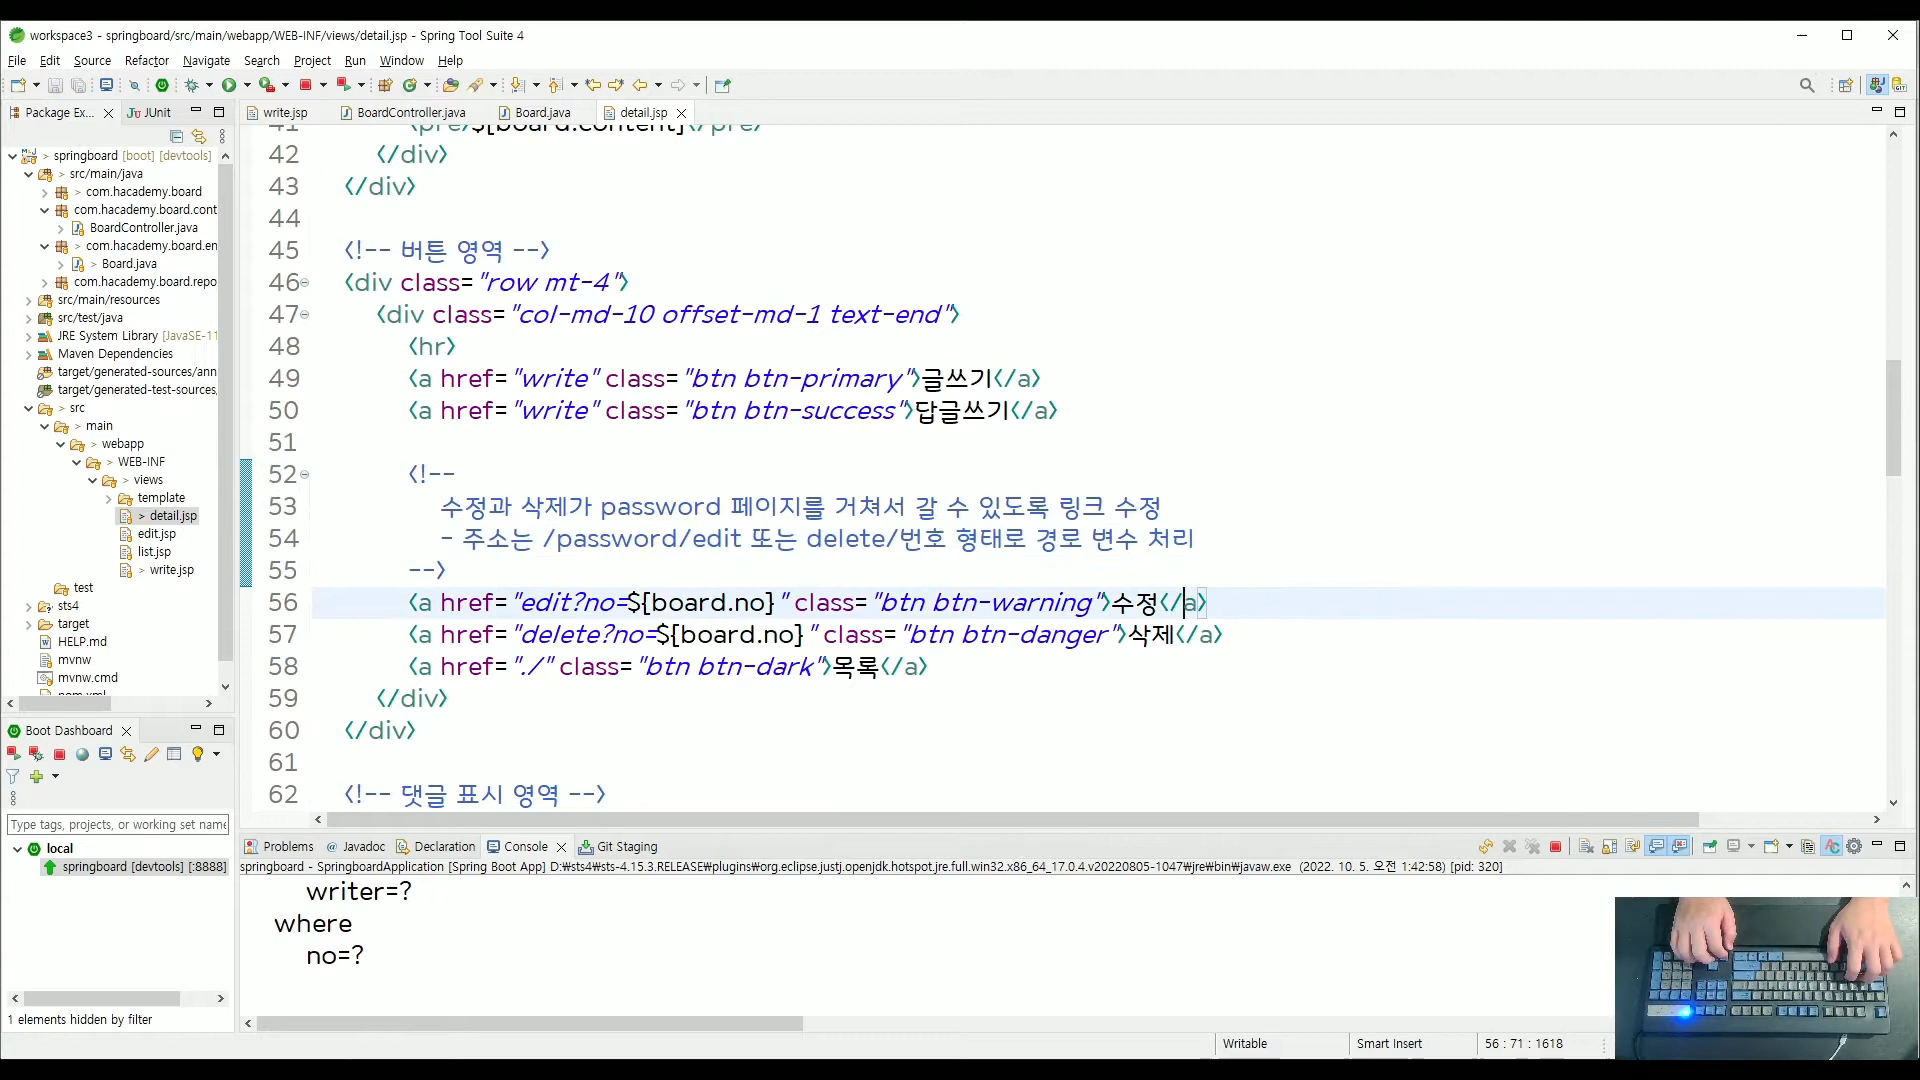 workspace3 - springboard/src/main/webapp/WEB-INF/views/detail.jsp - Spring Tool Suite 4
File Edit Source Refactor Navigate Search Project Run Window Help
Package Ex... JUnit
write.jsp BoardController.java Board.java detail.jsp
springboard [boot] [devtools]
> src/main/java
> com.hacademy.board
com.hacademy.board.cont
BoardController.java
com.hacademy.board.en
> Board.java
com.hacademy.board.repo
src/main/resources
src/test/java
JRE System Library [JavaSE-11
Maven Dependencies
target/generated-sources/ann
target/generated-test-sources,
> src
> main
> webapp
> WEB-INF
> views
template
> detail.jsp
edit.jsp
list.jsp
> write.jsp
test
sts4
target
HELP.md
mvnw
mvnw.cmd
pom.xml
41 <pre>${board.content}</pre>
42 </div>
43 </div>
44
45 <!-- 버튼 영역 -->
46 <div class="row mt-4">
47 <div class="col-md-10 offset-md-1 text-end">
48 <hr>
49 <a href="write" class="btn btn-primary">글쓰기</a>
50 <a href="write" class="btn btn-success">답글쓰기</a>
51
52 <!--
53 수정과 삭제가 password 페이지를 거쳐서 갈 수 있도록 링크 수정
54 - 주소는 /password/edit 또는 delete/번호 형태로 경로 변수 처리
55 -->
56 <a href="edit?no=${board.no}" class="btn btn-warning">수정</a>
57 <a href="delete?no=${board.no}" class="btn btn-danger">삭제</a>
58 <a href="./" class="btn btn-dark">목록</a>
59 </div>
60 </div>
61
62 <!-- 댓글 표시 영역 -->
Boot Dashboard
Type tags, projects, or working set name
local
springboard [devtools] [:8888]
1 elements hidden by filter
Problems Javadoc Declaration Console Git Staging
springboard - SpringboardApplication [Spring Boot App] D:₩sts4₩sts-4.15.3.RELEASE₩plugins₩org.eclipse.justj.openjdk.hotspot.jre.full.win32.x86_64_17.0.4.v20220805-1047₩jre₩bin₩javaw.exe (2022. 10. 5. 오전 1:42:58) [pid: 320]
writer=?
where
no=?
Writable Smart Insert 56 : 71 : 1618